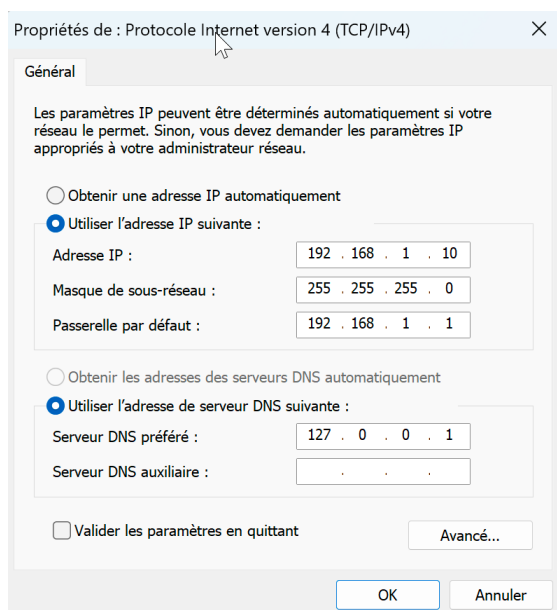 Propriétés de : Protocole Internet version 4 (TCP/IPv4)
Général
Les paramètres IP peuvent être déterminés automatiquement si votre
réseau le permet. Sinon, vous devez demander les paramètres IP
appropriés à votre administrateur réseau.
Obtenir une adresse IP automatiquement
Utiliser l’adresse IP suivante :
Adresse IP : 192 . 168 . 1 . 10
Masque de sous-réseau : 255 . 255 . 255 . 0
Passerelle par défaut : 192 . 168 . 1 . 1
Obtenir les adresses des serveurs DNS automatiquement
Utiliser l’adresse de serveur DNS suivante :
Serveur DNS préféré : 127 . 0 . 0 . 1
Serveur DNS auxiliaire : . . .
Valider les paramètres en quittant
Avancé...
OK Annuler